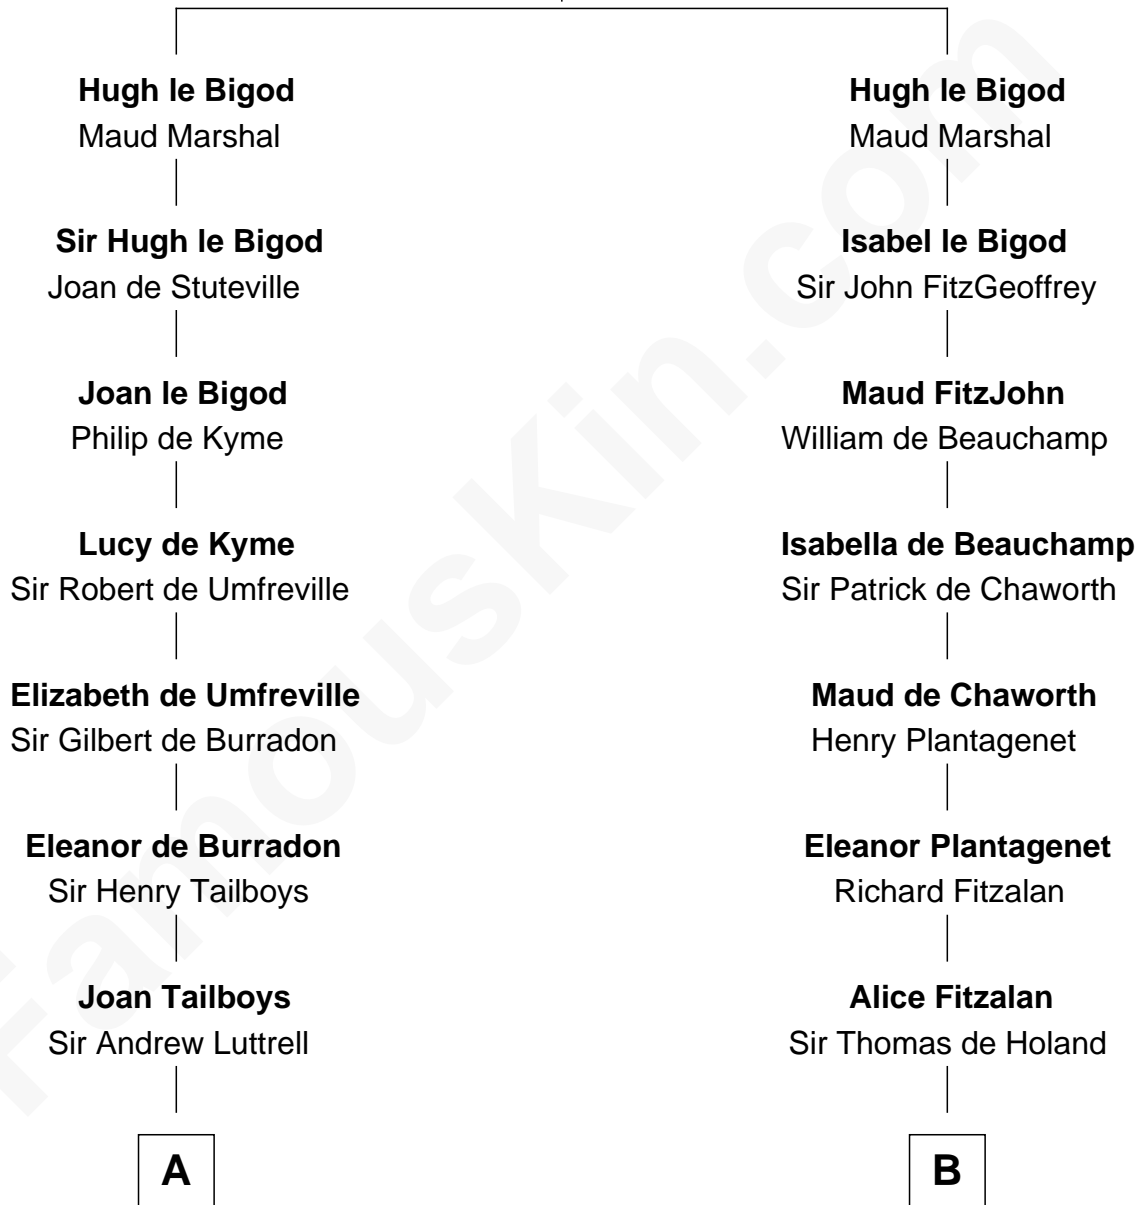 Hugh le Bigod
Maud Marshal
Sir Hugh le Bigod
Joan de Stuteville
Joan le Bigod
Philip de Kyme
Lucy de Kyme
Sir Robert de Umfreville
Elizabeth de Umfreville
Sir Gilbert de Burradon
Eleanor de Burradon
Sir Henry Tailboys
Joan Tailboys
Sir Andrew Luttrell
A
Hugh le Bigod
Maud Marshal
Isabel le Bigod
Sir John FitzGeoffrey
Maud FitzJohn
William de Beauchamp
Isabella de Beauchamp
Sir Patrick de Chaworth
Maud de Chaworth
Henry Plantagenet
Eleanor Plantagenet
Richard Fitzalan
Alice Fitzalan
Sir Thomas de Holand
B
FamousKin.com